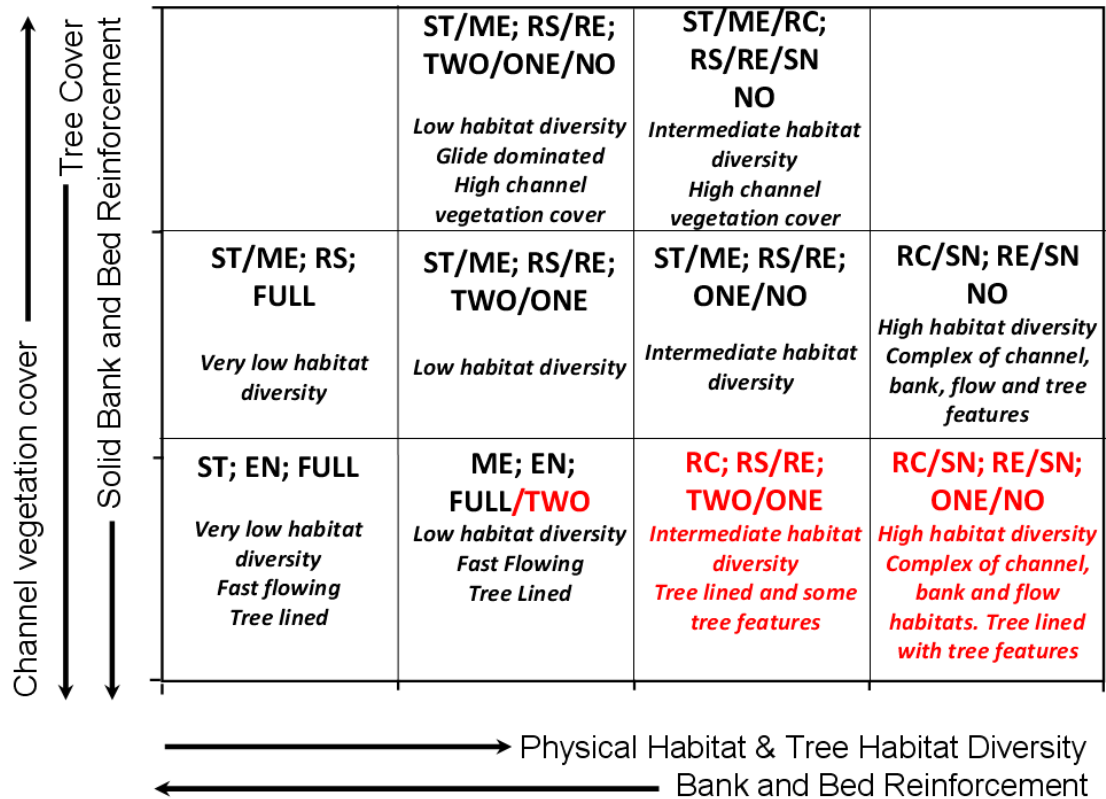 Channel vegetation cover
Tree Cover
Solid Bank and Bed Reinforcement
ST/ME; RS/RE;
TWO/ONE/NO
Low habitat diversity
Glide dominated
High channel
vegetation cover
ST/ME/RC;
RS/RE/SN
NO
Intermediate habitat
diversity
High channel
vegetation cover
ST/ME; RS;
FULL
Very low habitat
diversity
ST/ME; RS/RE;
TWO/ONE
Low habitat diversity
ST/ME; RS/RE;
ONE/NO
Intermediate habitat
diversity
RC/SN; RE/SN
NO
High habitat diversity
Complex of channel,
bank, flow and tree
features
ST; EN; FULL
Very low habitat
diversity
Fast flowing
Tree lined
ME; EN;
FULL/TWO
Low habitat diversity
Fast Flowing
Tree Lined
RC; RS/RE;
TWO/ONE
Intermediate habitat
diversity
Tree lined and some
tree features
RC/SN; RE/SN;
ONE/NO
High habitat diversity
Complex of channel,
bank and flow
habitats. Tree lined
with tree features
Physical Habitat & Tree Habitat Diversity
Bank and Bed Reinforcement